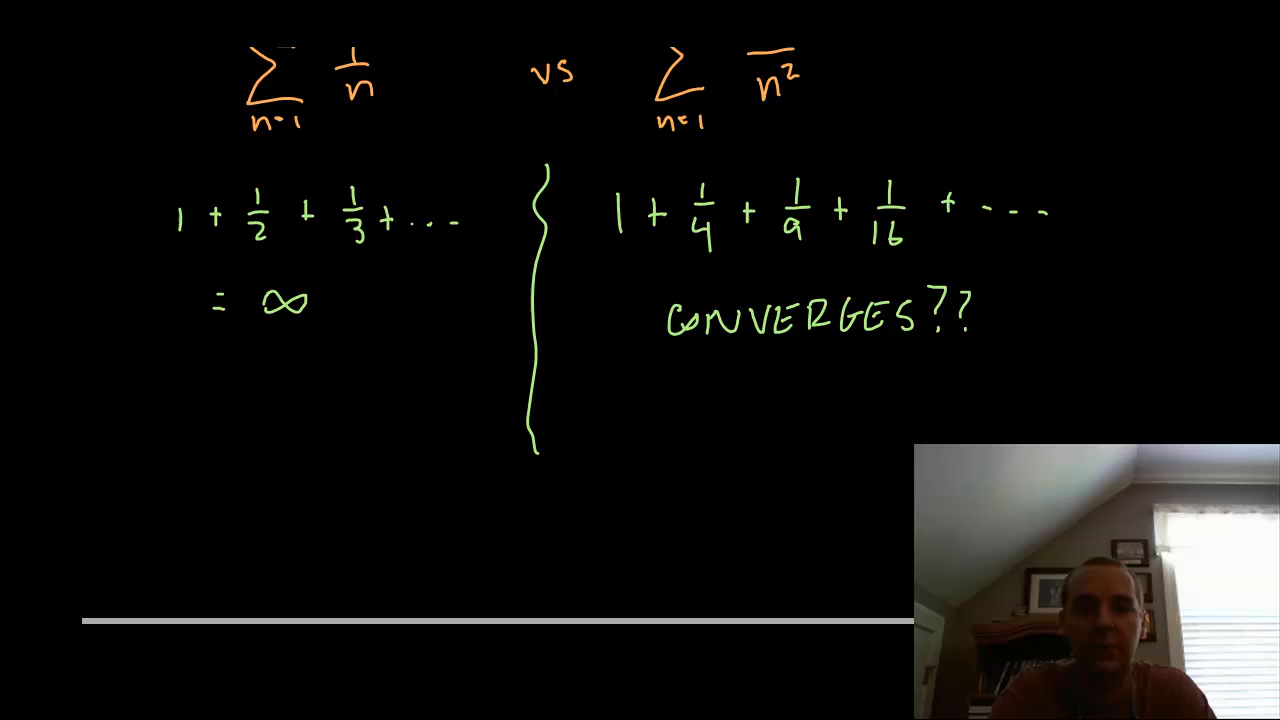 ∑ 1/n vs ∑ /n²
n=1 n=1
1 + 1/2 + 1/3 + ... 1 + 1/4 + 1/9 + 1/16 + ---
= ∞ CONVERGES??